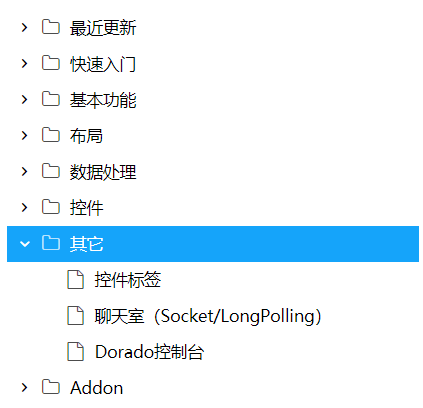 最近更新
快速入门
基本功能
布局
数据处理
控件
其它
控件标签
聊天室（Socket/LongPolling）
Dorado控制台
Addon